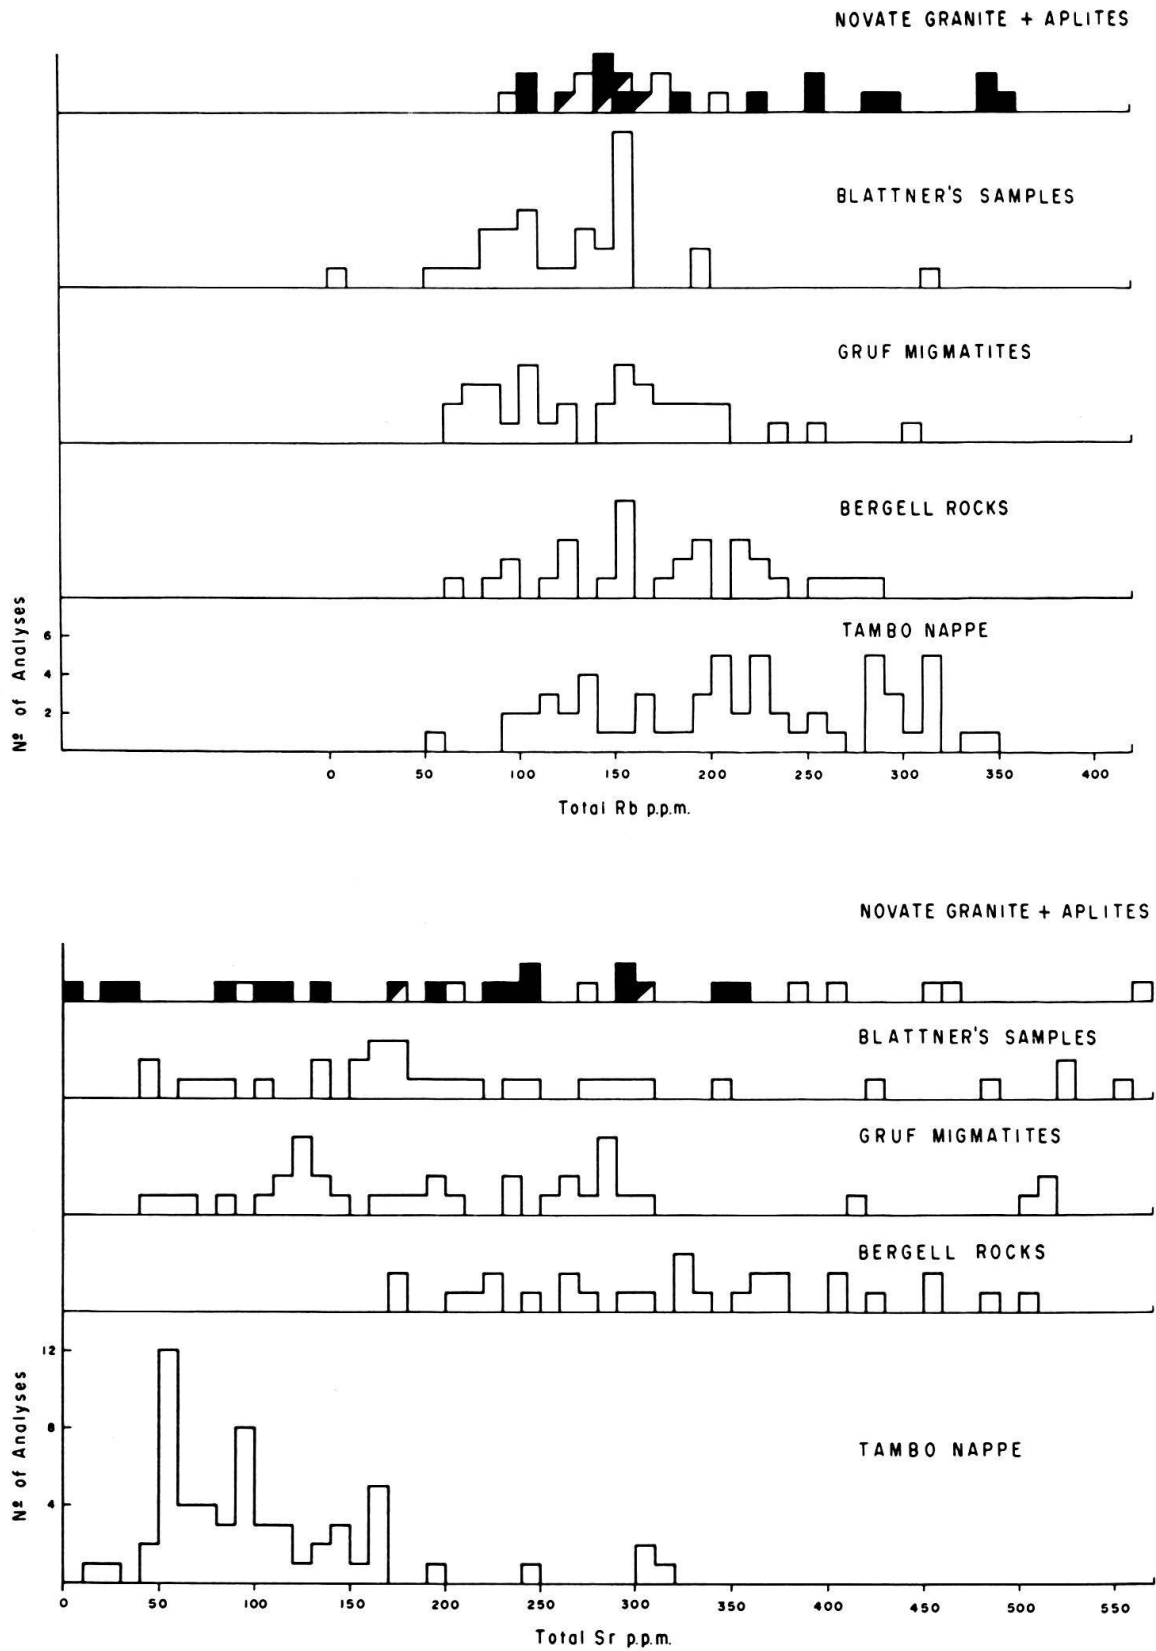 NOVATE GRANITE + APLITES
BLATTNER'S SAMPLES
GRUF MIGMATITES
BERGELL ROCKS
TAMBO NAPPE
Nº of Analyses
6
4
2
0 50 100 150 200 250 300 350 400
Total Rb p.p.m.
NOVATE GRANITE + APLITES
BLATTNER'S SAMPLES
GRUF MIGMATITES
BERGELL ROCKS
TAMBO NAPPE
Nº of Analyses
12
8
4
0 50 100 150 200 250 300 350 400 450 500 550
Total Sr p.p.m.